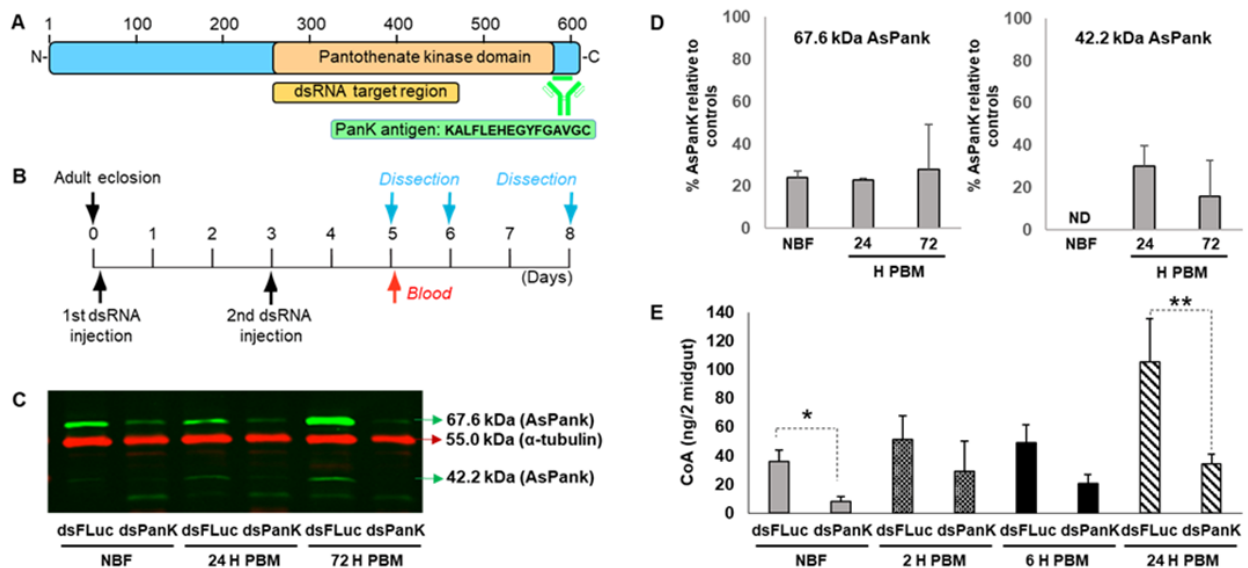 A
1 100 200 300 400 500 600
N-
Pantothenate kinase domain
-C
dsRNA target region
PanK antigen: KALFLEHEGYFGAVGC
B
Adult eclosion
Dissection
Dissection
0 1 2 3 4 5 6 7 8
(Days)
1st dsRNA
injection
2nd dsRNA
injection
Blood
C
67.6 kDa (AsPank)
55.0 kDa (α-tubulin)
42.2 kDa (AsPank)
dsFLuc dsPanK dsFLuc dsPanK dsFLuc dsPanK
NBF
24 H PBM
72 H PBM
D
% AsPanK relative to
controls
100
80
60
40
20
0
67.6 kDa AsPank
NBF
24
72
H PBM
% AsPanK relative to
controls
100
80
60
40
20
0
42.2 kDa AsPank
ND
NBF
24
72
H PBM
E
CoA (ng/2 midgut)
140
120
100
80
60
40
20
0
*
**
dsFLuc dsPanK dsFLuc dsPanK dsFLuc dsPanK dsFLuc dsPanK
NBF
2 H PBM
6 H PBM
24 H PBM